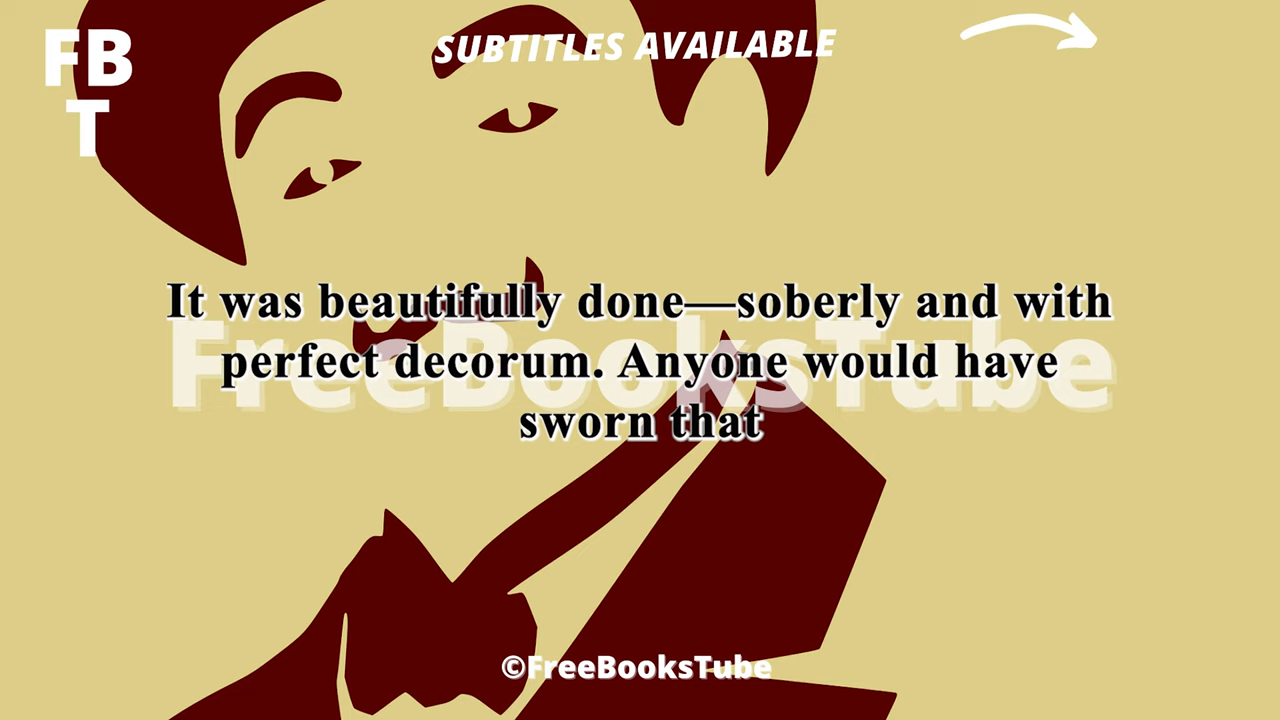 FB
T
SUBTITLES AVAILABLE
It was beautifully done—soberly and with
FreeBooksTube
perfect decorum. Anyone would have
sworn that
©FreeBooksTube